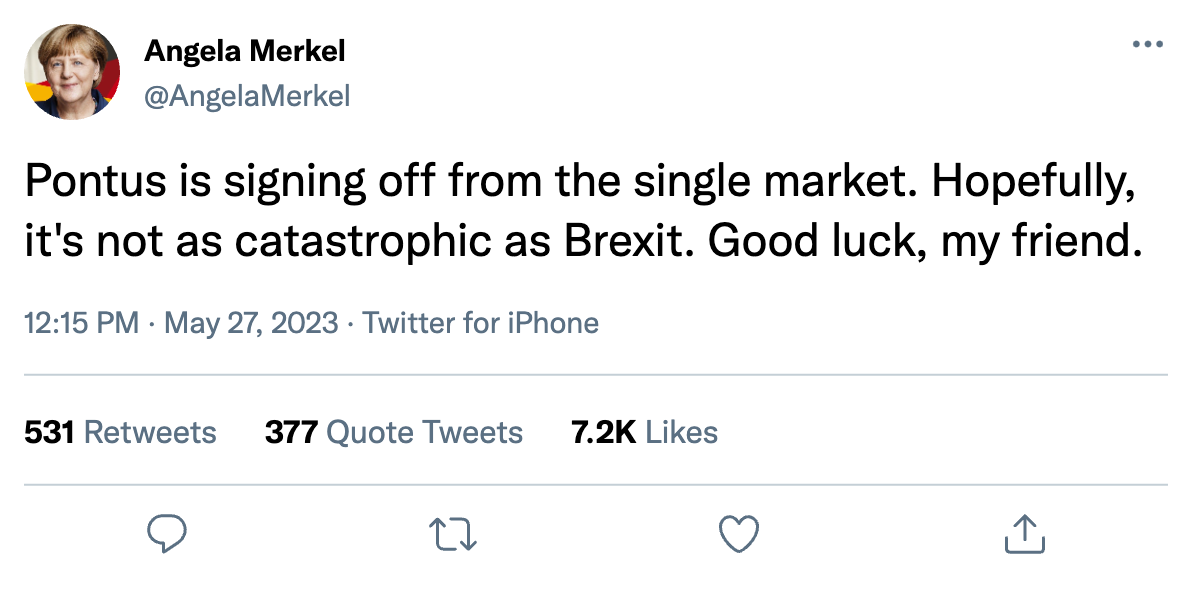 Angela Merkel
@AngelaMerkel
Pontus is signing off from the single market. Hopefully,
it's not as catastrophic as Brexit. Good luck, my friend.
12:15 PM · May 27, 2023 · Twitter for iPhone
531 Retweets 377 Quote Tweets 7.2K Likes